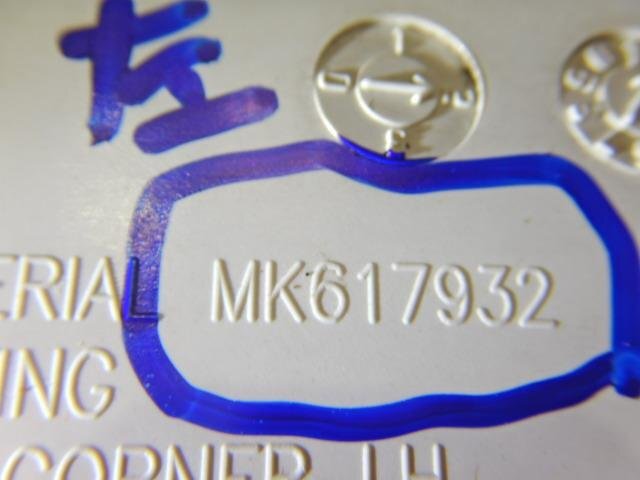 左
ERIAL MK617932
ING
CORNER LH